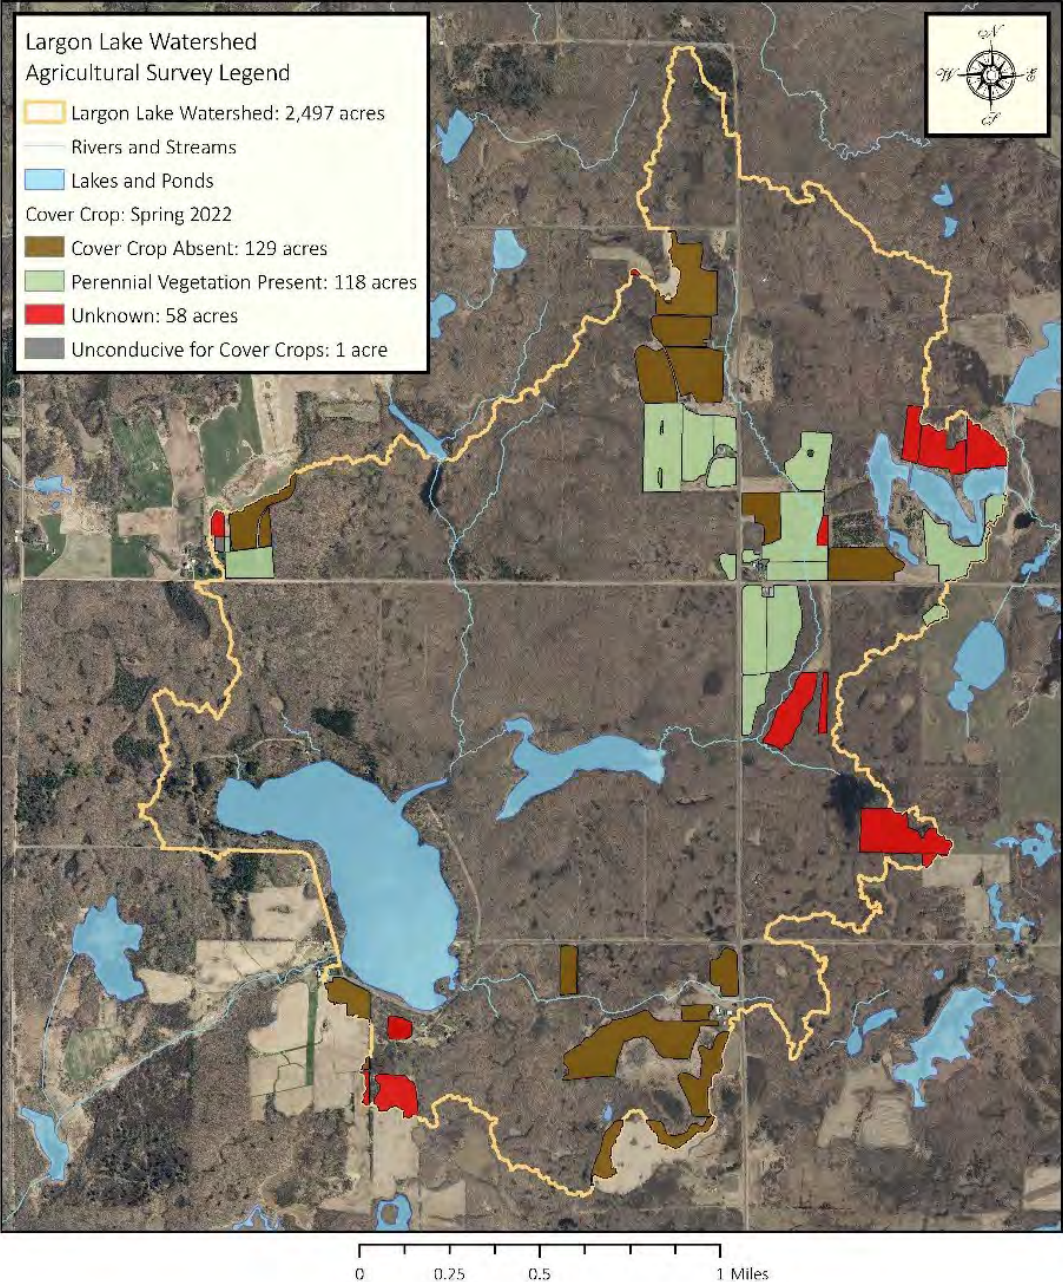 Largon Lake Watershed
Agricultural Survey Legend
Largon Lake Watershed: 2,497 acres
Rivers and Streams
Lakes and Ponds
Cover Crop: Spring 2022
Cover Crop Absent: 129 acres
Perennial Vegetation Present: 118 acres
Unknown: 58 acres
Unconducive for Cover Crops: 1 acre
N
W E
S
0 0.25 0.5 1 Miles